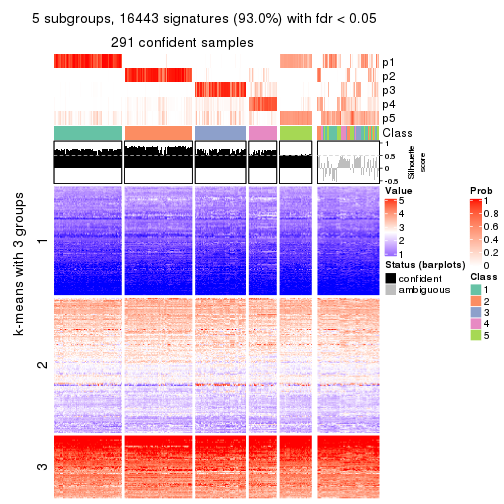 5 subgroups, 16443 signatures (93.0%) with fdr < 0.05
291 confident samples
p1
p2
p3
p4
p5
Class
1
0.5
0
-0.5
Silhouette
score
k-means with 3 groups
1
2
3
Value
5
4
3
2
1
Status (barplots)
confident
ambiguous
Prob
1
0.8
0.6
0.4
0.2
0
Class
1
2
3
4
5